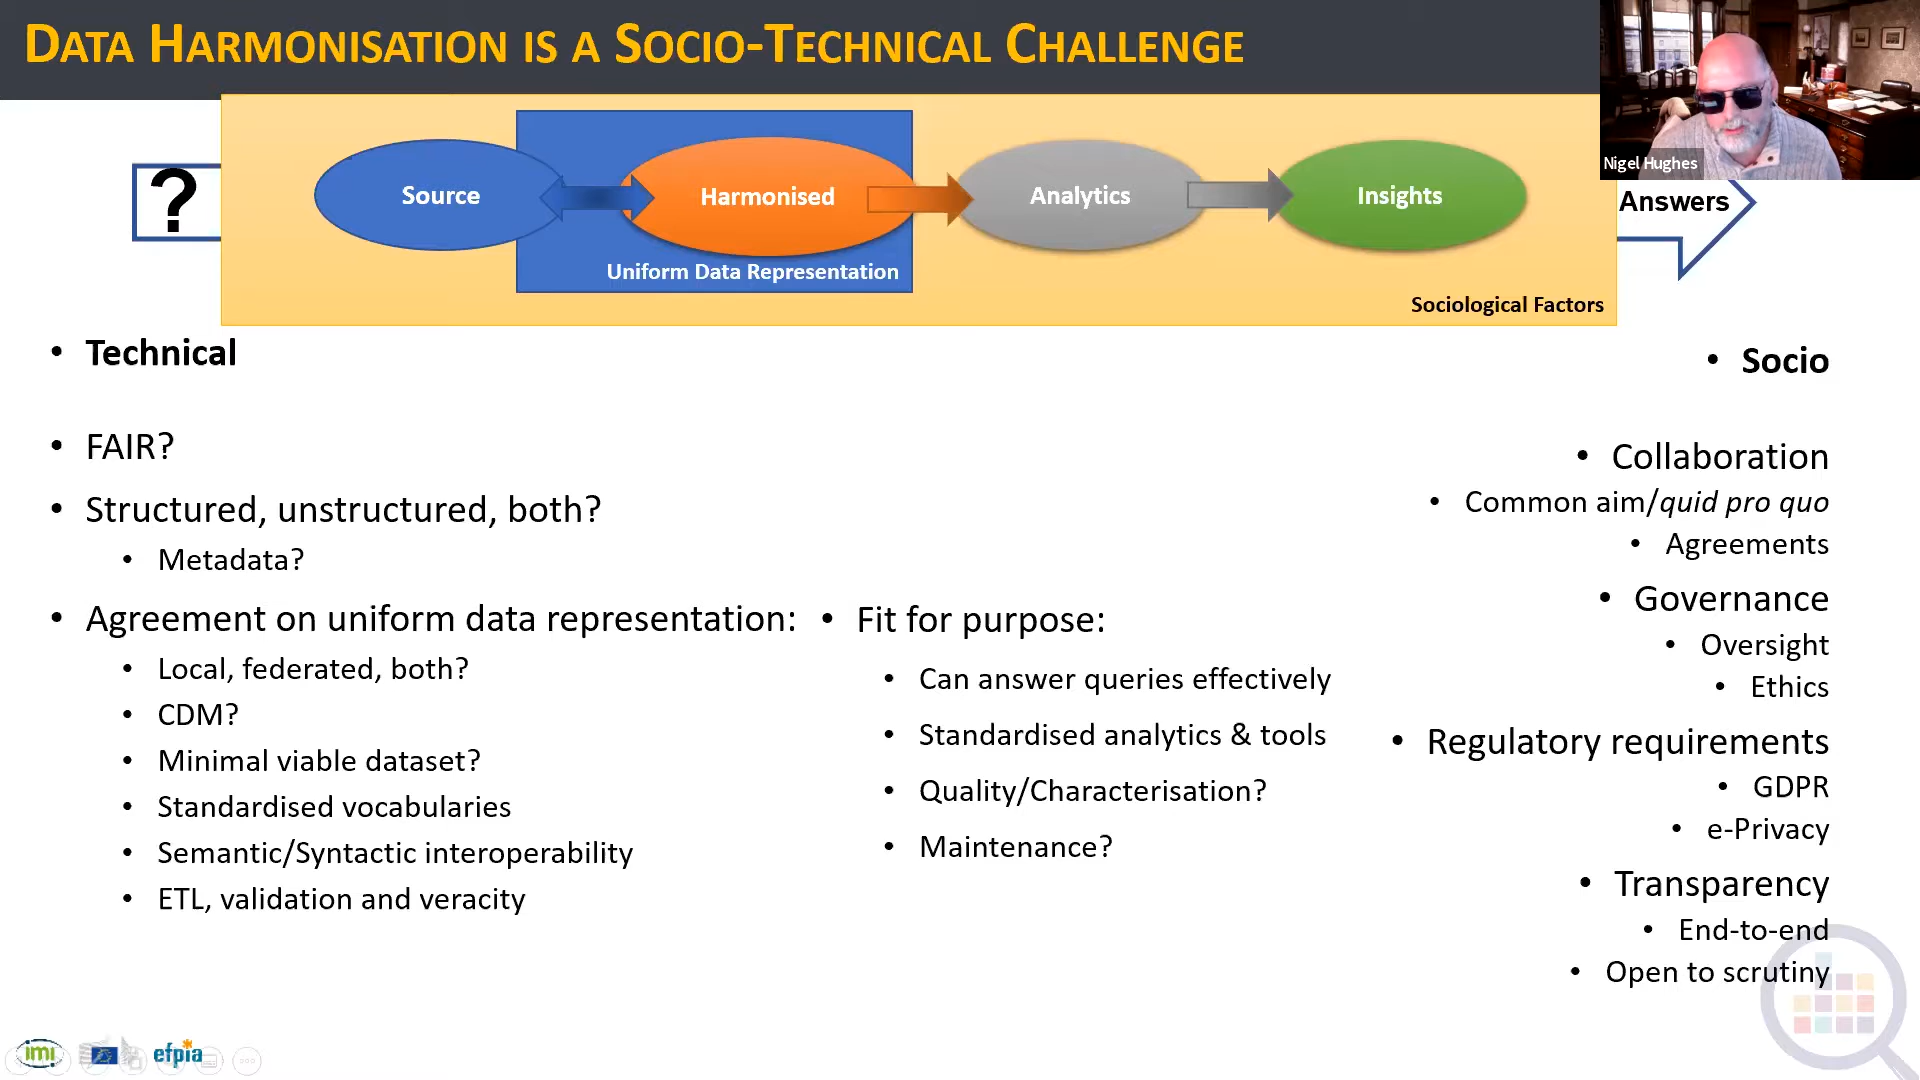 DATA HARMONISATION IS A SOCIO-TECHNICAL CHALLENGE
Nigel Hughes
?
Source
Harmonised
Analytics
Insights
Answers
Uniform Data Representation
Sociological Factors
• Technical
• FAIR?
• Structured, unstructured, both?
• Metadata?
• Agreement on uniform data representation:
• Local, federated, both?
• CDM?
• Minimal viable dataset?
• Standardised vocabularies
• Semantic/Syntactic interoperability
• ETL, validation and veracity
• Fit for purpose:
• Can answer queries effectively
• Standardised analytics & tools
• Quality/Characterisation?
• Maintenance?
• Socio
• Collaboration
• Common aim/quid pro quo
• Agreements
• Governance
• Oversight
• Ethics
• Regulatory requirements
• GDPR
• e-Privacy
• Transparency
• End-to-end
• Open to scrutiny
imi
efpia